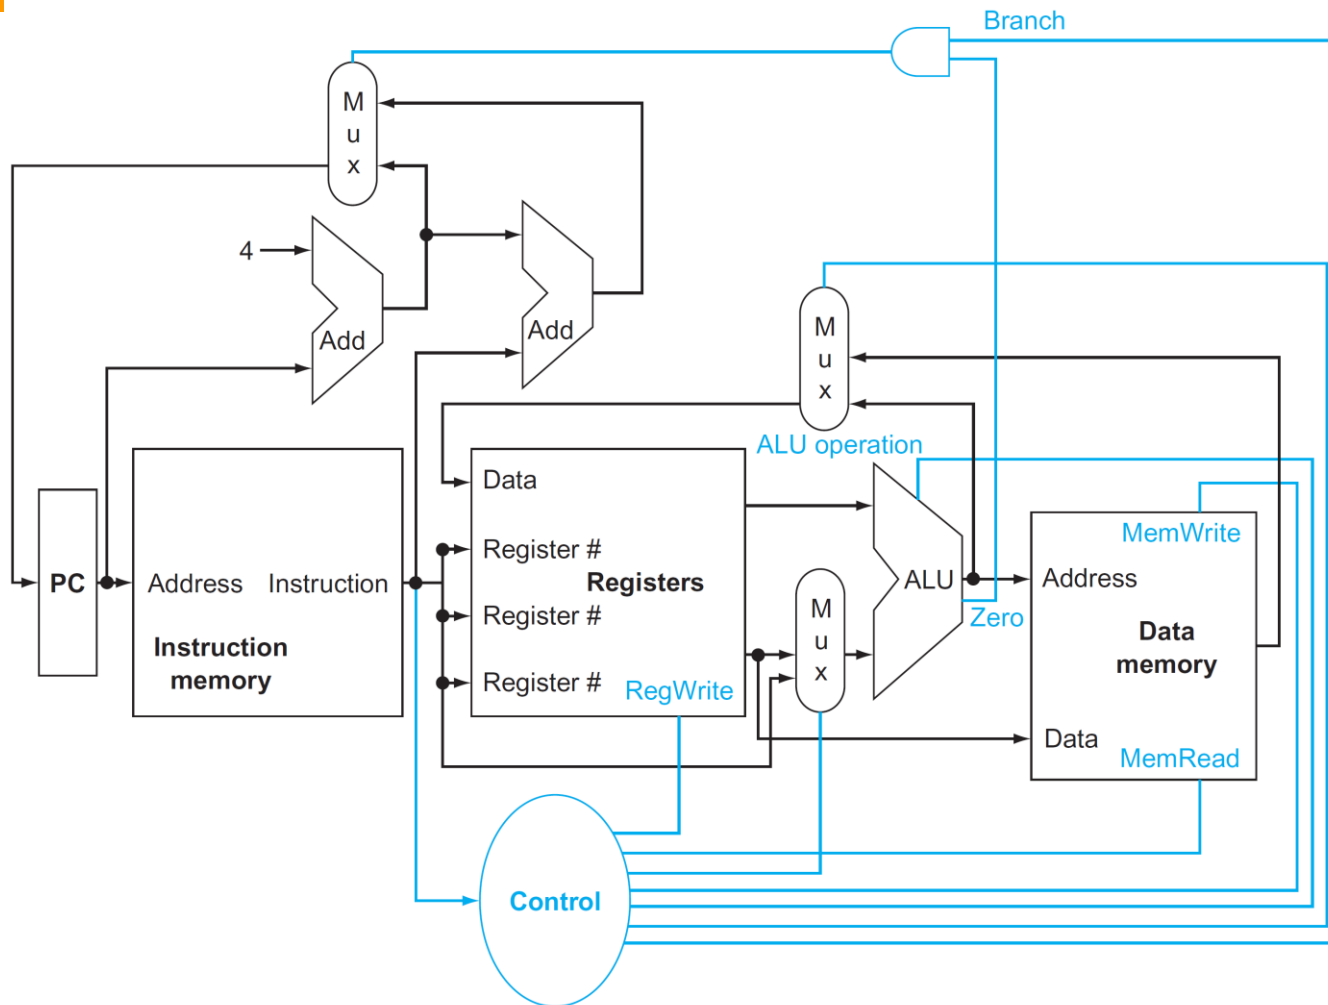 Branch
M
u
x
4
Add
Add
M
u
x
ALU operation
Data
Register #
Registers
Register #
Register #
RegWrite
PC
Address
Instruction
Instruction
memory
M
u
x
ALU
Zero
MemWrite
Address
Data
memory
Data
MemRead
Control